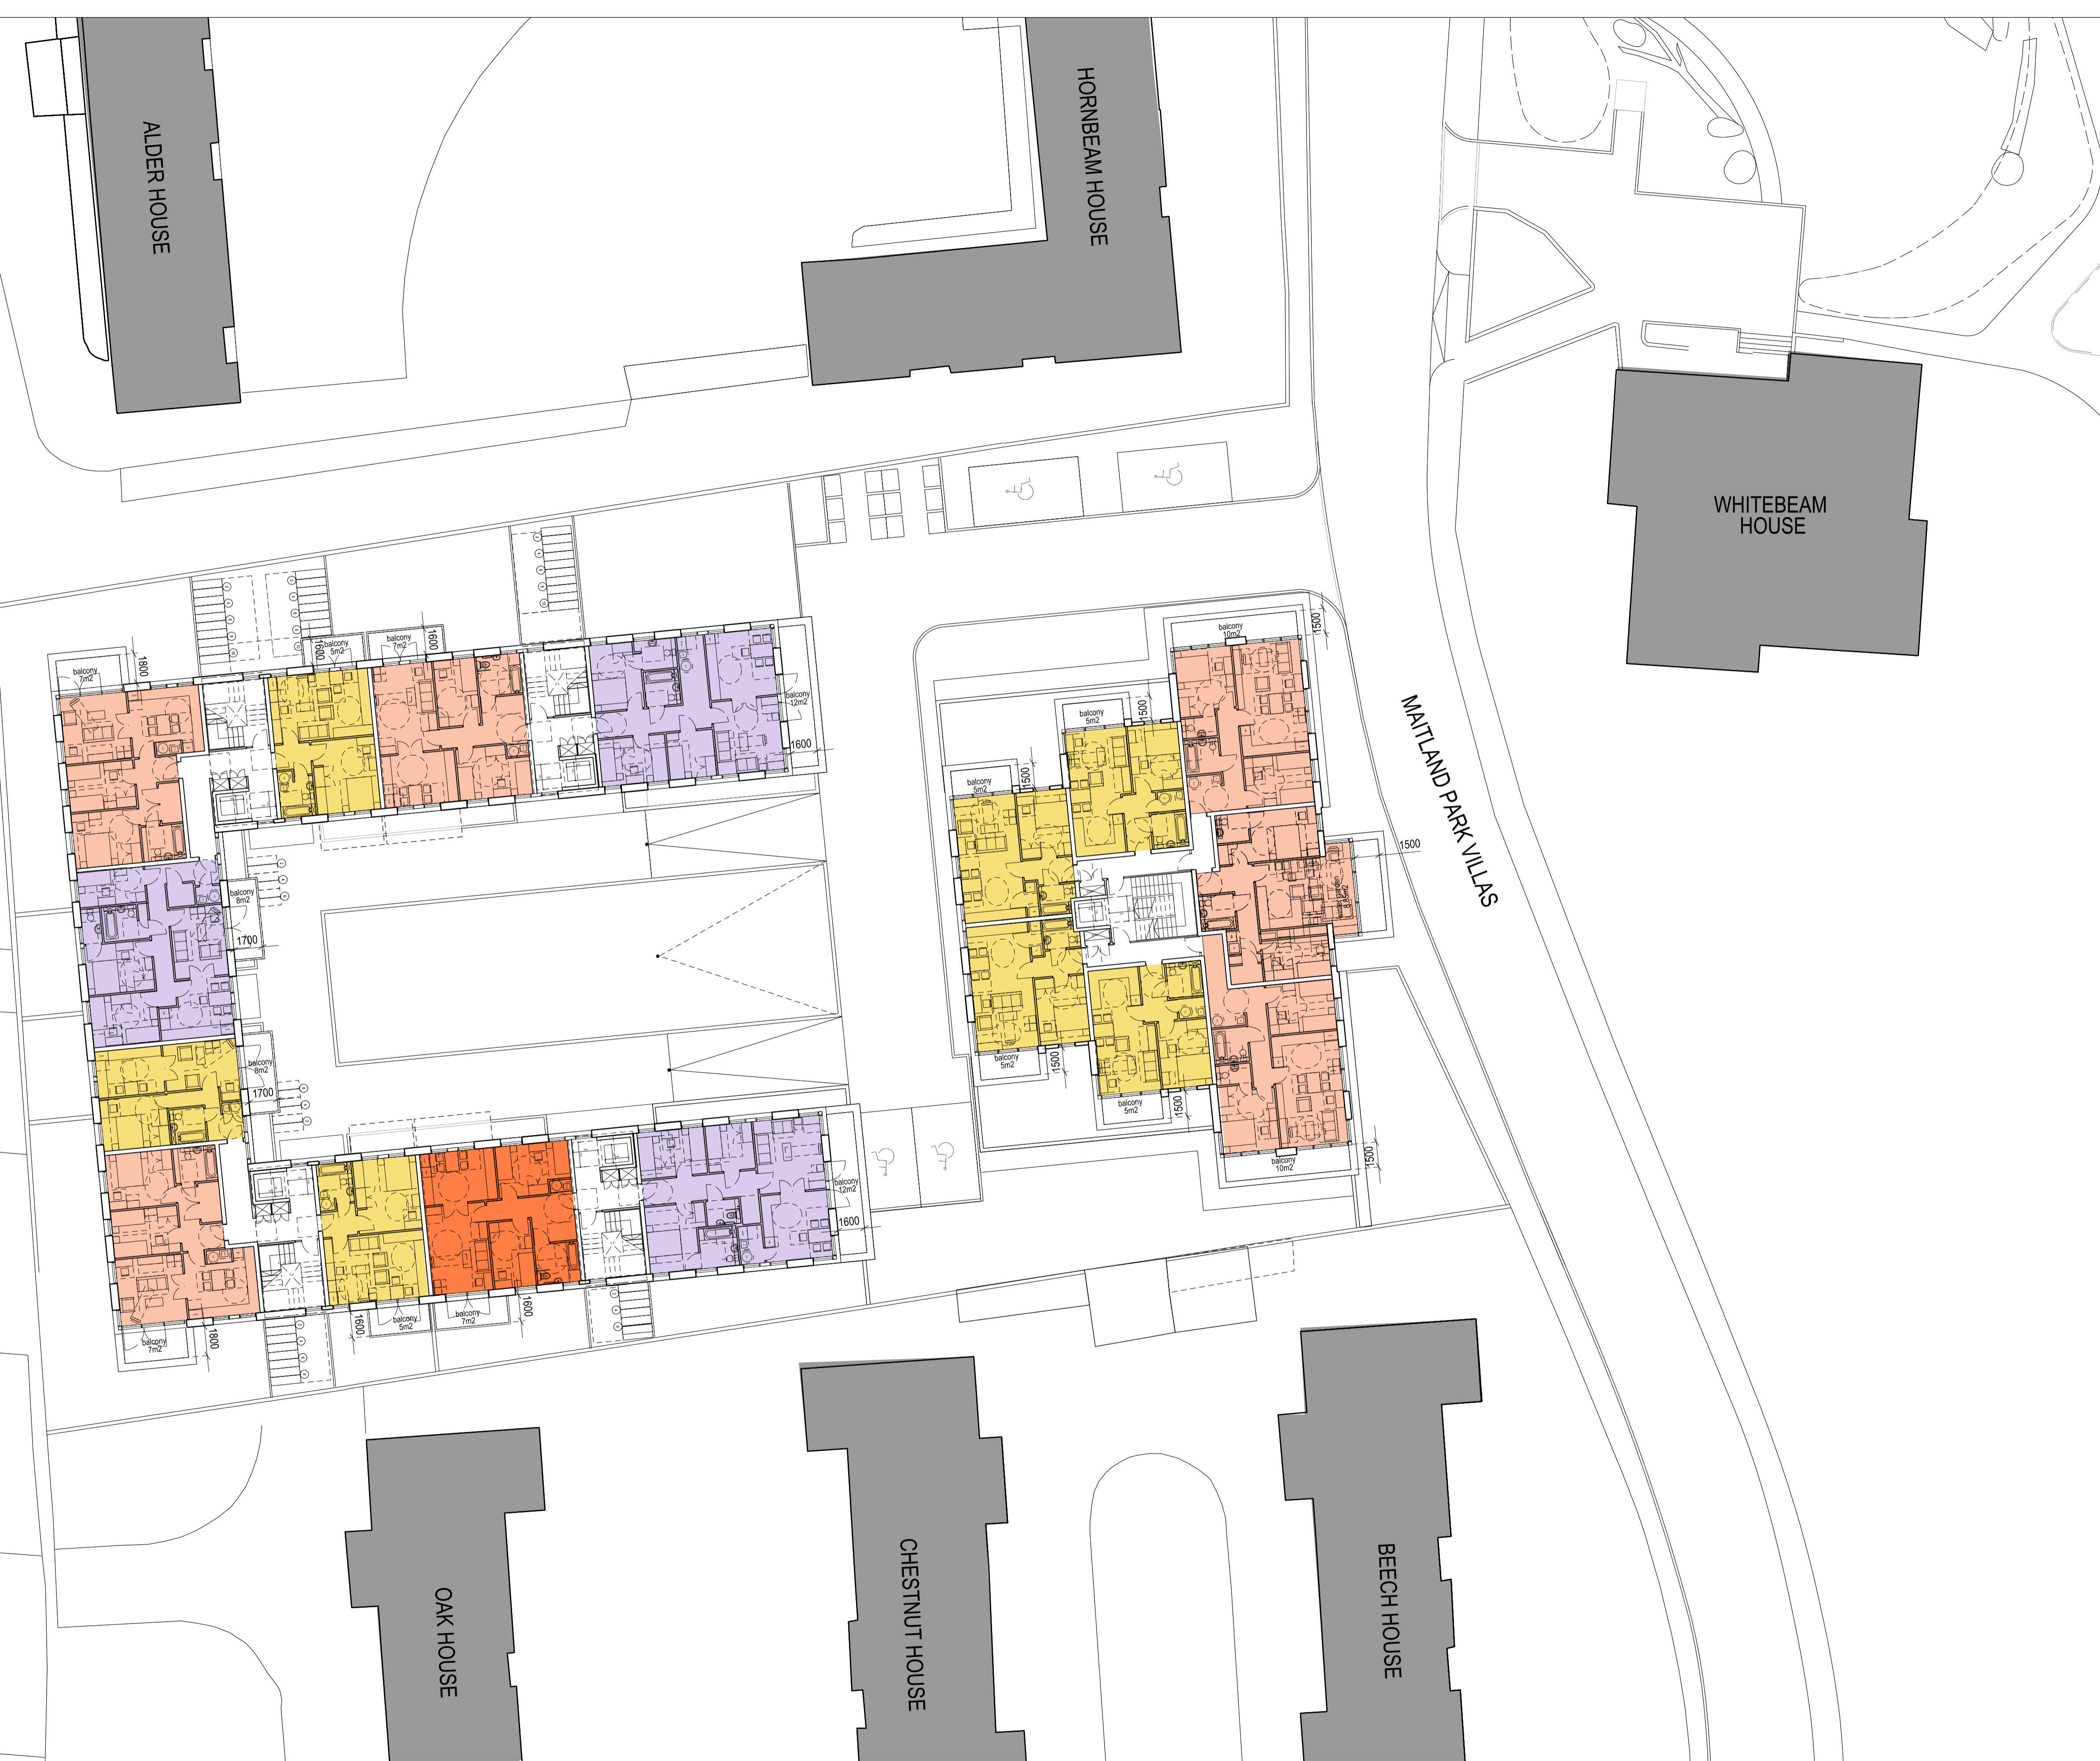 ALDER HOUSE
HORNBEAM HOUSE
WHITEBEAM
HOUSE
MAITLAND PARK VILLAS
balcony
7m2
1800
1600
balcony
5m2
balcony
7m2
1600
balcony
12m2
1600
balcony
8m2
1700
balcony
8m2
1700
balcony
7m2
1800
1600
balcony
5m2
balcony
7m2
1600
balcony
12m2
1600
balcony
10m2
1500
balcony
5m2
1500
balcony
5m2
1500
1500
balcony
5m2
1500
balcony
5m2
1500
balcony
10m2
1500
OAK HOUSE
CHESTNUT HOUSE
BEECH HOUSE